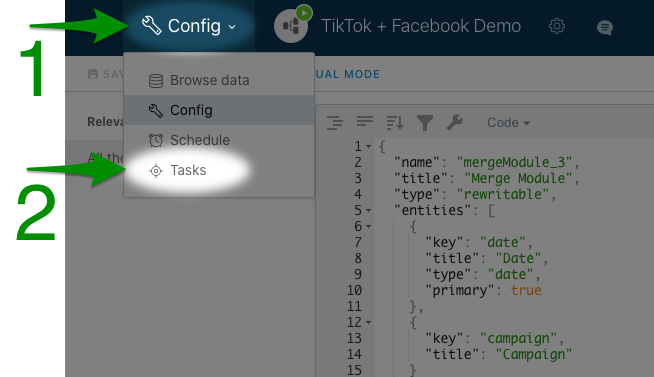 1
Config
TikTok + Facebook Demo
SAV
UAL MODE
Browse data
Config
Schedule
Tasks
2
Releva
All the
Code
1 {
2 "name": "mergeModule_3",
3 "title": "Merge Module",
4 "type": "rewritable",
5 "entities": [
6 {
7 "key": "date",
8 "title": "Date",
9 "type": "date",
10 "primary": true
11 },
12 {
13 "key": "campaign",
14 "title": "Campaign"
15 }